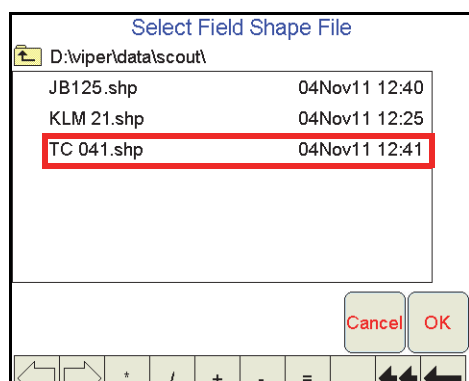 Select Field Shape File
D:\viper\data\scout\
JB125.shp 04Nov11 12:40
KLM 21.shp 04Nov11 12:25
TC 041.shp 04Nov11 12:41
Cancel OK
* / + - =